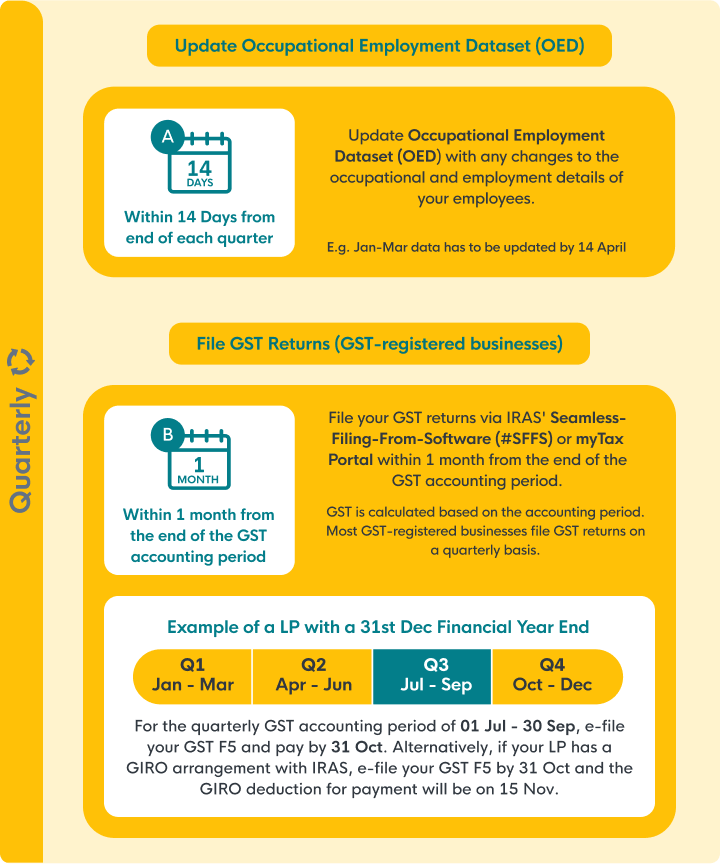 Quarterly
Update Occupational Employment Dataset (OED)
A
14
DAYS
Within 14 Days from
end of each quarter
Update Occupational Employment
Dataset (OED) with any changes to the
occupational and employment details of
your employees.
E.g. Jan-Mar data has to be updated by 14 April
File GST Returns (GST-registered businesses)
B
1
MONTH
Within 1 month from
the end of the GST
accounting period
File your GST returns via IRAS' Seamless-
Filing-From-Software (#SFFS) or myTax
Portal within 1 month from the end of the
GST accounting period.
GST is calculated based on the accounting period.
Most GST-registered businesses file GST returns on
a quarterly basis.
Example of a LP with a 31st Dec Financial Year End
Q1
Jan - Mar
Q2
Apr - Jun
Q3
Jul - Sep
Q4
Oct - Dec
For the quarterly GST accounting period of 01 Jul - 30 Sep, e-file
your GST F5 and pay by 31 Oct. Alternatively, if your LP has a
GIRO arrangement with IRAS, e-file your GST F5 by 31 Oct and the
GIRO deduction for payment will be on 15 Nov.